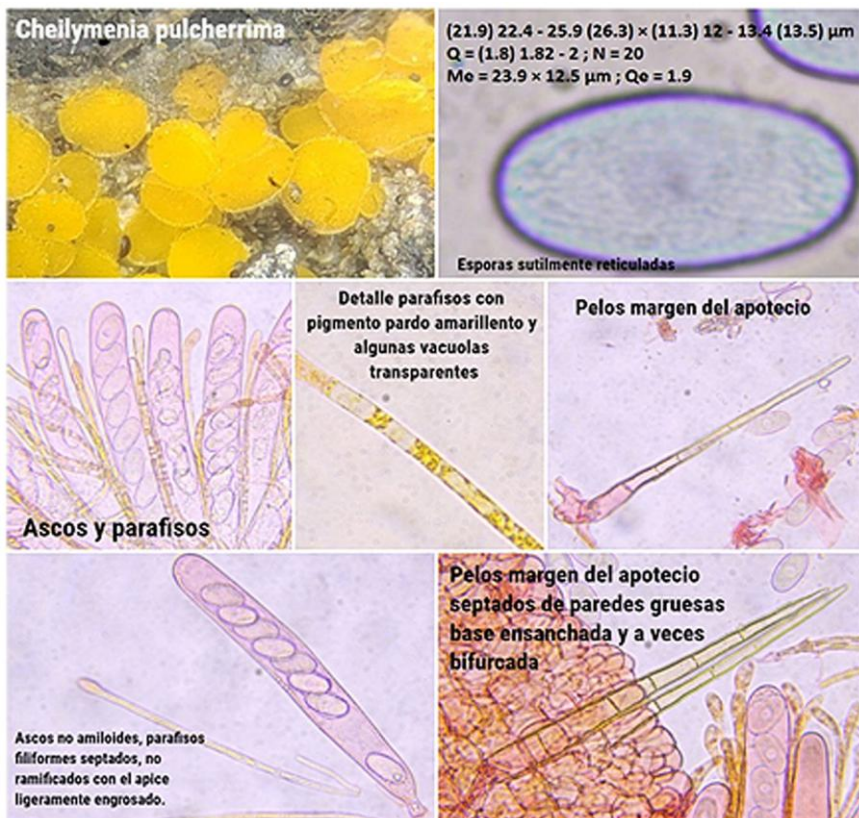 Cheilymenia pulcherrima
(21.9) 22.4 - 25.9 (26.3) × (11.3) 12 - 13.4 (13.5) µm
Q = (1.8) 1.82 - 2 ; N = 20
Me = 23.9 × 12.5 µm ; Qe = 1.9
Esporas sutilmente reticuladas
Ascos y parafisos
Detalle parafisos con
pigmento pardo amarillento y
algunas vacuolas
transparentes
Pelos margen del apotecio
Ascos no amiloides, parafisos
filiformes septados, no
ramificados con el apice
ligeramente engrosado.
Pelos margen del apotecio
septados de paredes gruesas
base ensanchada y a veces
bifurcada